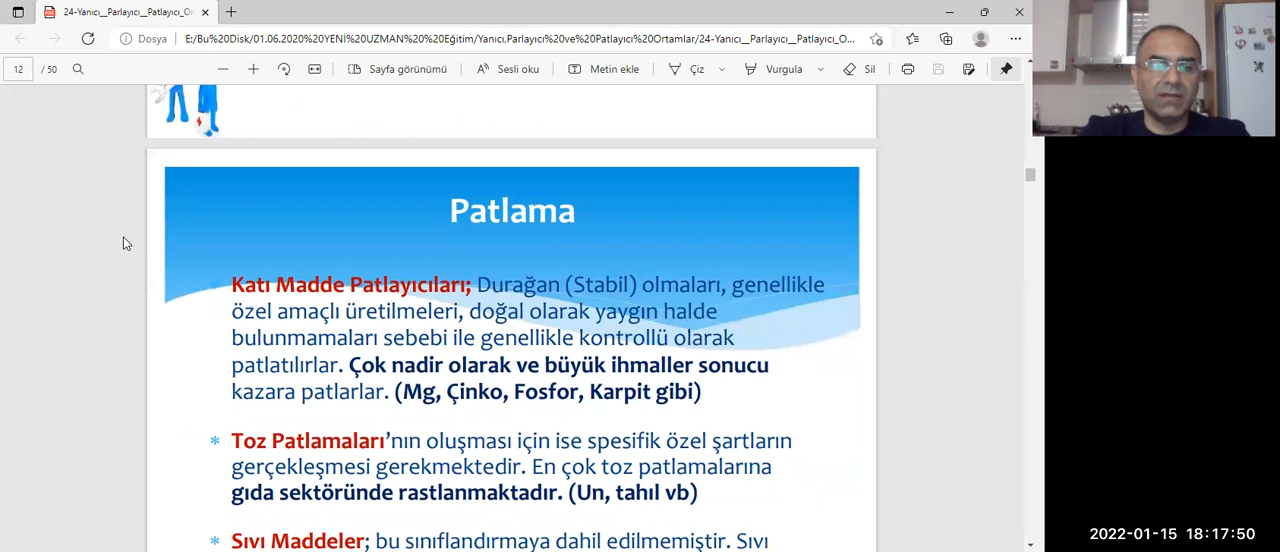 24-Yanıcı__Parlayıcı__Patlayıcı_Or
Dosya
E:/Bu%20Disk/01.06.2020%20YENİ%20UZMAN%20%20Eğitim/Yanıcı,Parlayıcı%20ve%20Patlayıcı%20Ortamlar/24-Yanıcı__Parlayıcı__Patlayıcı_O...
12 / 50
Sayfa görünümü
Sesli oku
Metin ekle
Çiz
Vurgula
Sil
Patlama
Katı Madde Patlayıcıları; Durağan (Stabil) olmaları, genellikle
özel amaçlı üretilmeleri, doğal olarak yaygın halde
bulunmamaları sebebi ile genellikle kontrollü olarak
patlatılırlar. Çok nadir olarak ve büyük ihmaller sonucu
kazara patlarlar. (Mg, Çinko, Fosfor, Karpit gibi)
* Toz Patlamaları'nın oluşması için ise spesifik özel şartların
gerçekleşmesi gerekmektedir. En çok toz patlamalarına
gıda sektöründe rastlanmaktadır. (Un, tahıl vb)
* Sıvı Maddeler; bu sınıflandırmaya dahil edilmemiştir. Sıvı
2022-01-15 18:17:50